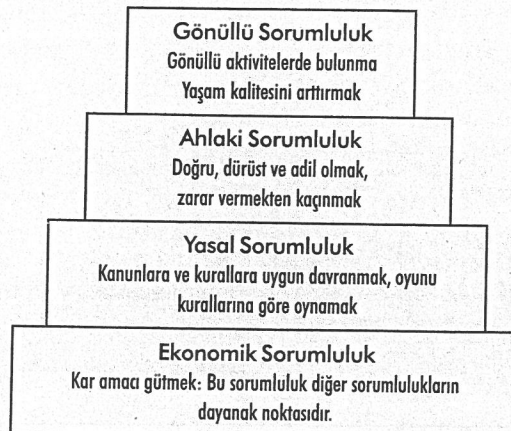 Gönüllü Sorumluluk
Gönüllü aktivitelerde bulunma
Yaşam kalitesini arttırmak
Ahlaki Sorumluluk
Doğru, dürüst ve adil olmak,
zarar vermekten kaçınmak
Yasal Sorumluluk
Kanunlara ve kurallara uygun davranmak, oyunu
kurallarına göre oynamak
Ekonomik Sorumluluk
Kar amacı gütmek: Bu sorumluluk diğer sorumlulukların
dayanak noktasıdır.